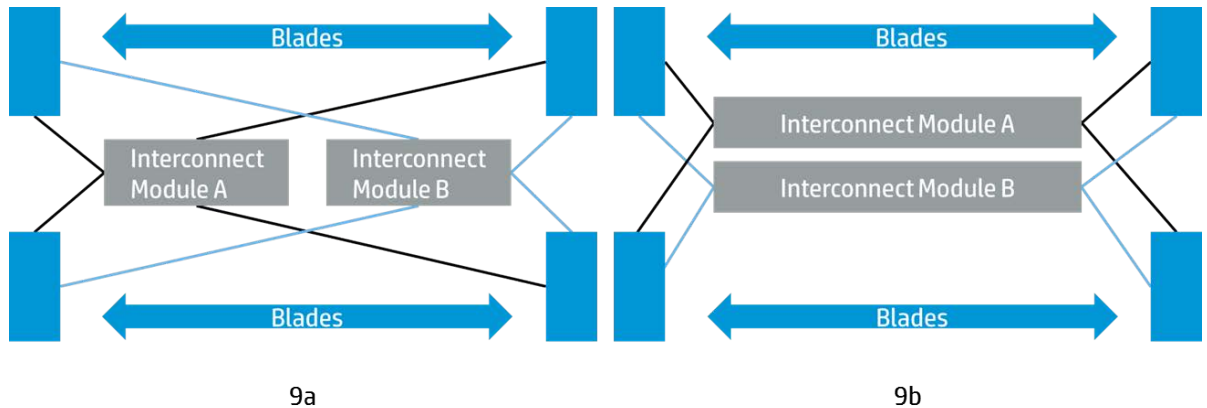 Blades
Blades
Interconnect
Module A
Interconnect
Module B
Interconnect Module A
Interconnect Module B
Blades
Blades
9a
9b